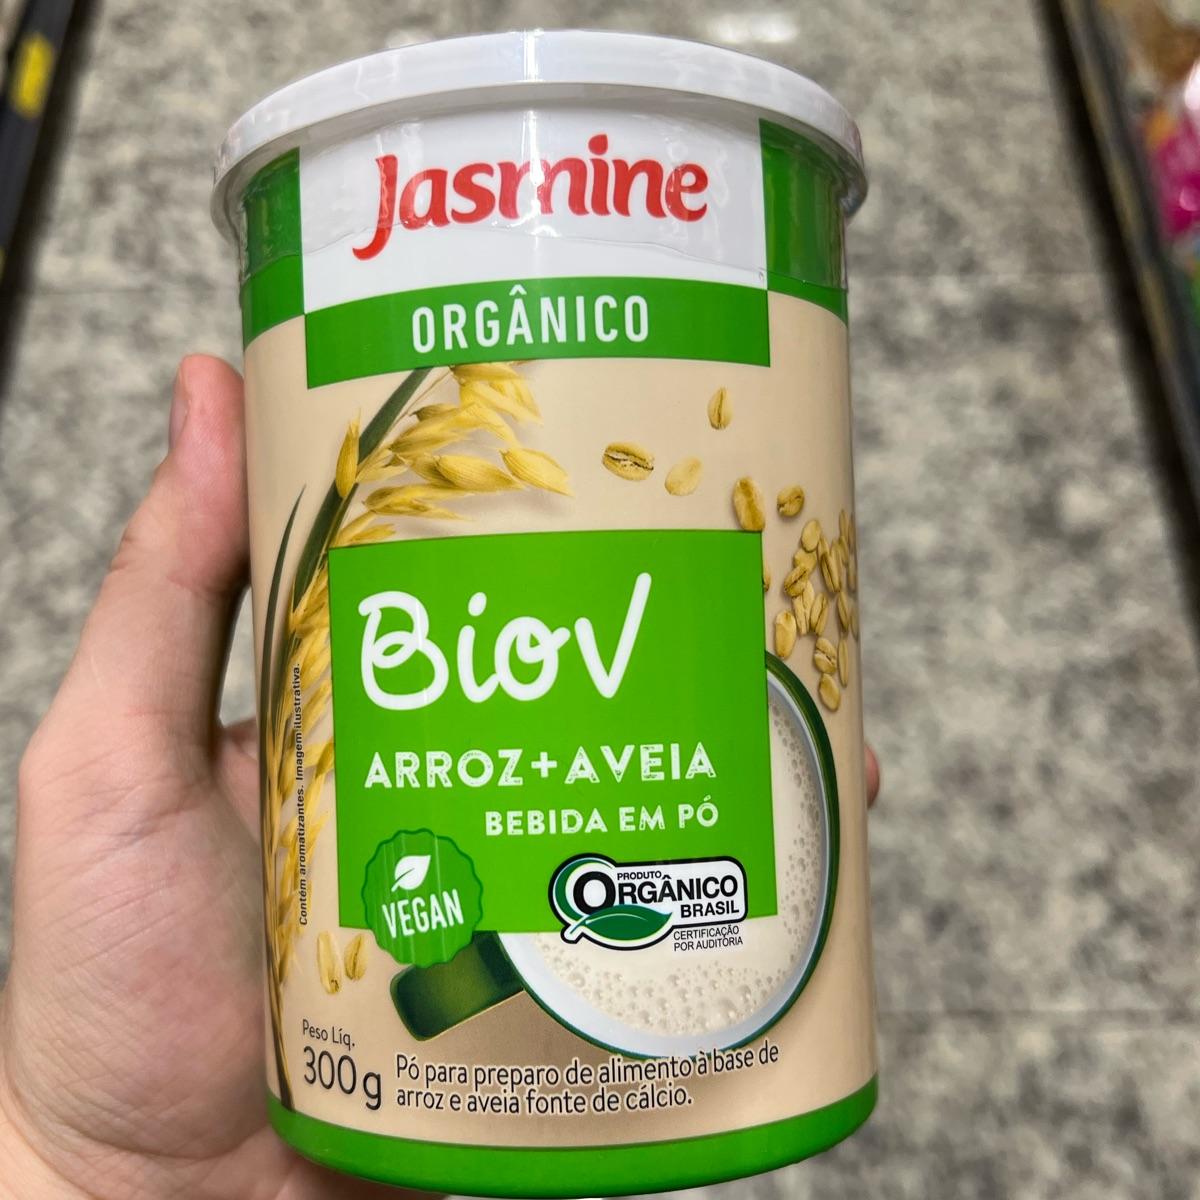 Jasmine
ORGÂNICO
BioV
ARROZ+AVEIA
BEBIDA EM PÓ
VEGAN
PRODUTO
ORGÂNICO
BRASIL
CERTIFICAÇÃO
POR AUDITORIA
Contém aromatizantes. Imagem ilustrativa.
Peso Líq.
300g
Pó para preparo de alimento à base de
arroz e aveia fonte de cálcio.